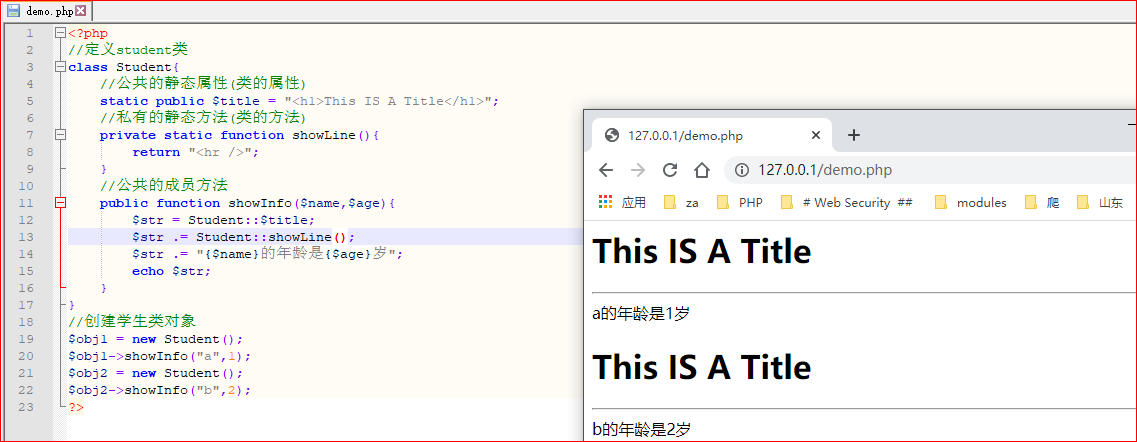 demo.php
1 <?php
2 //定义student类
3 class Student{
4 //公共的静态属性(类的属性)
5 static public $title = "<h1>This IS A Title</h1>";
6 //私有的静态方法(类的方法)
7 private static function showLine(){
8 return "<hr />";
9 }
10 //公共的成员方法
11 public function showInfo($name,$age){
12 $str = Student::$title;
13 $str .= Student::showLine();
14 $str .= "{$name}的年龄是{$age}岁";
15 echo $str;
16 }
17 }
18 //创建学生类对象
19 $obj1 = new Student();
20 $obj1->showInfo("a",1);
21 $obj2 = new Student();
22 $obj2->showInfo("b",2);
23 ?>
127.0.0.1/demo.php
127.0.0.1/demo.php
应用 za PHP # Web Security ## modules 爬 山东
This IS A Title
a的年龄是1岁
This IS A Title
b的年龄是2岁